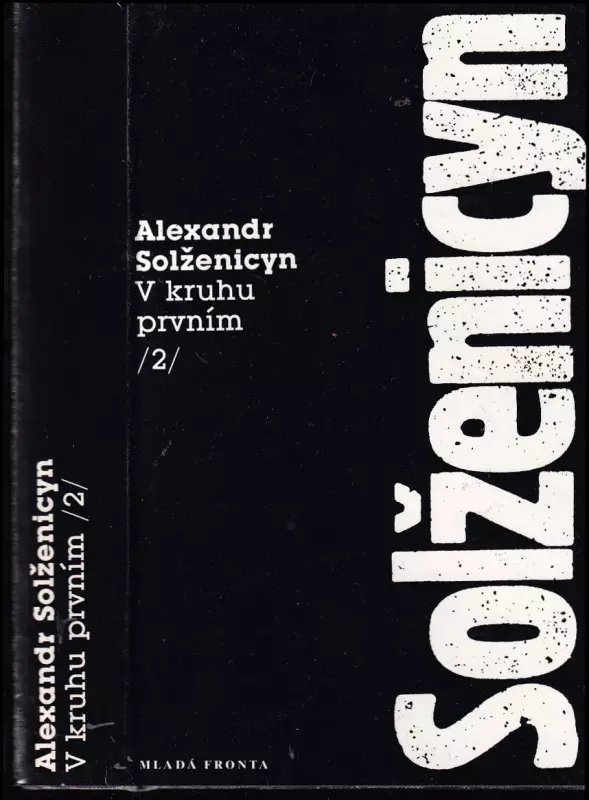 Alexandr Solženicyn
V kruhu prvním /2/
Alexandr
Solženicyn
V kruhu
prvním
/2/
MLADÁ FRONTA
Solženicyn